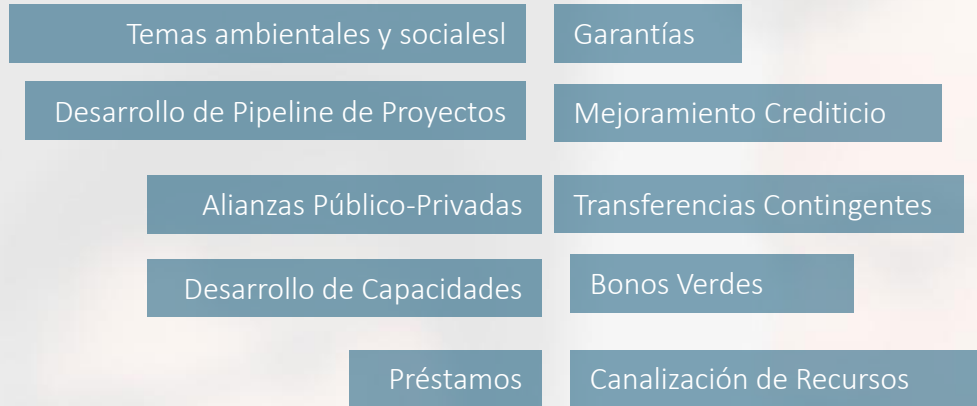 Temas ambientales y socialesl
Garantías
Desarrollo de Pipeline de Proyectos
Mejoramiento Crediticio
Alianzas Público-Privadas
Transferencias Contingentes
Desarrollo de Capacidades
Bonos Verdes
Préstamos
Canalización de Recursos